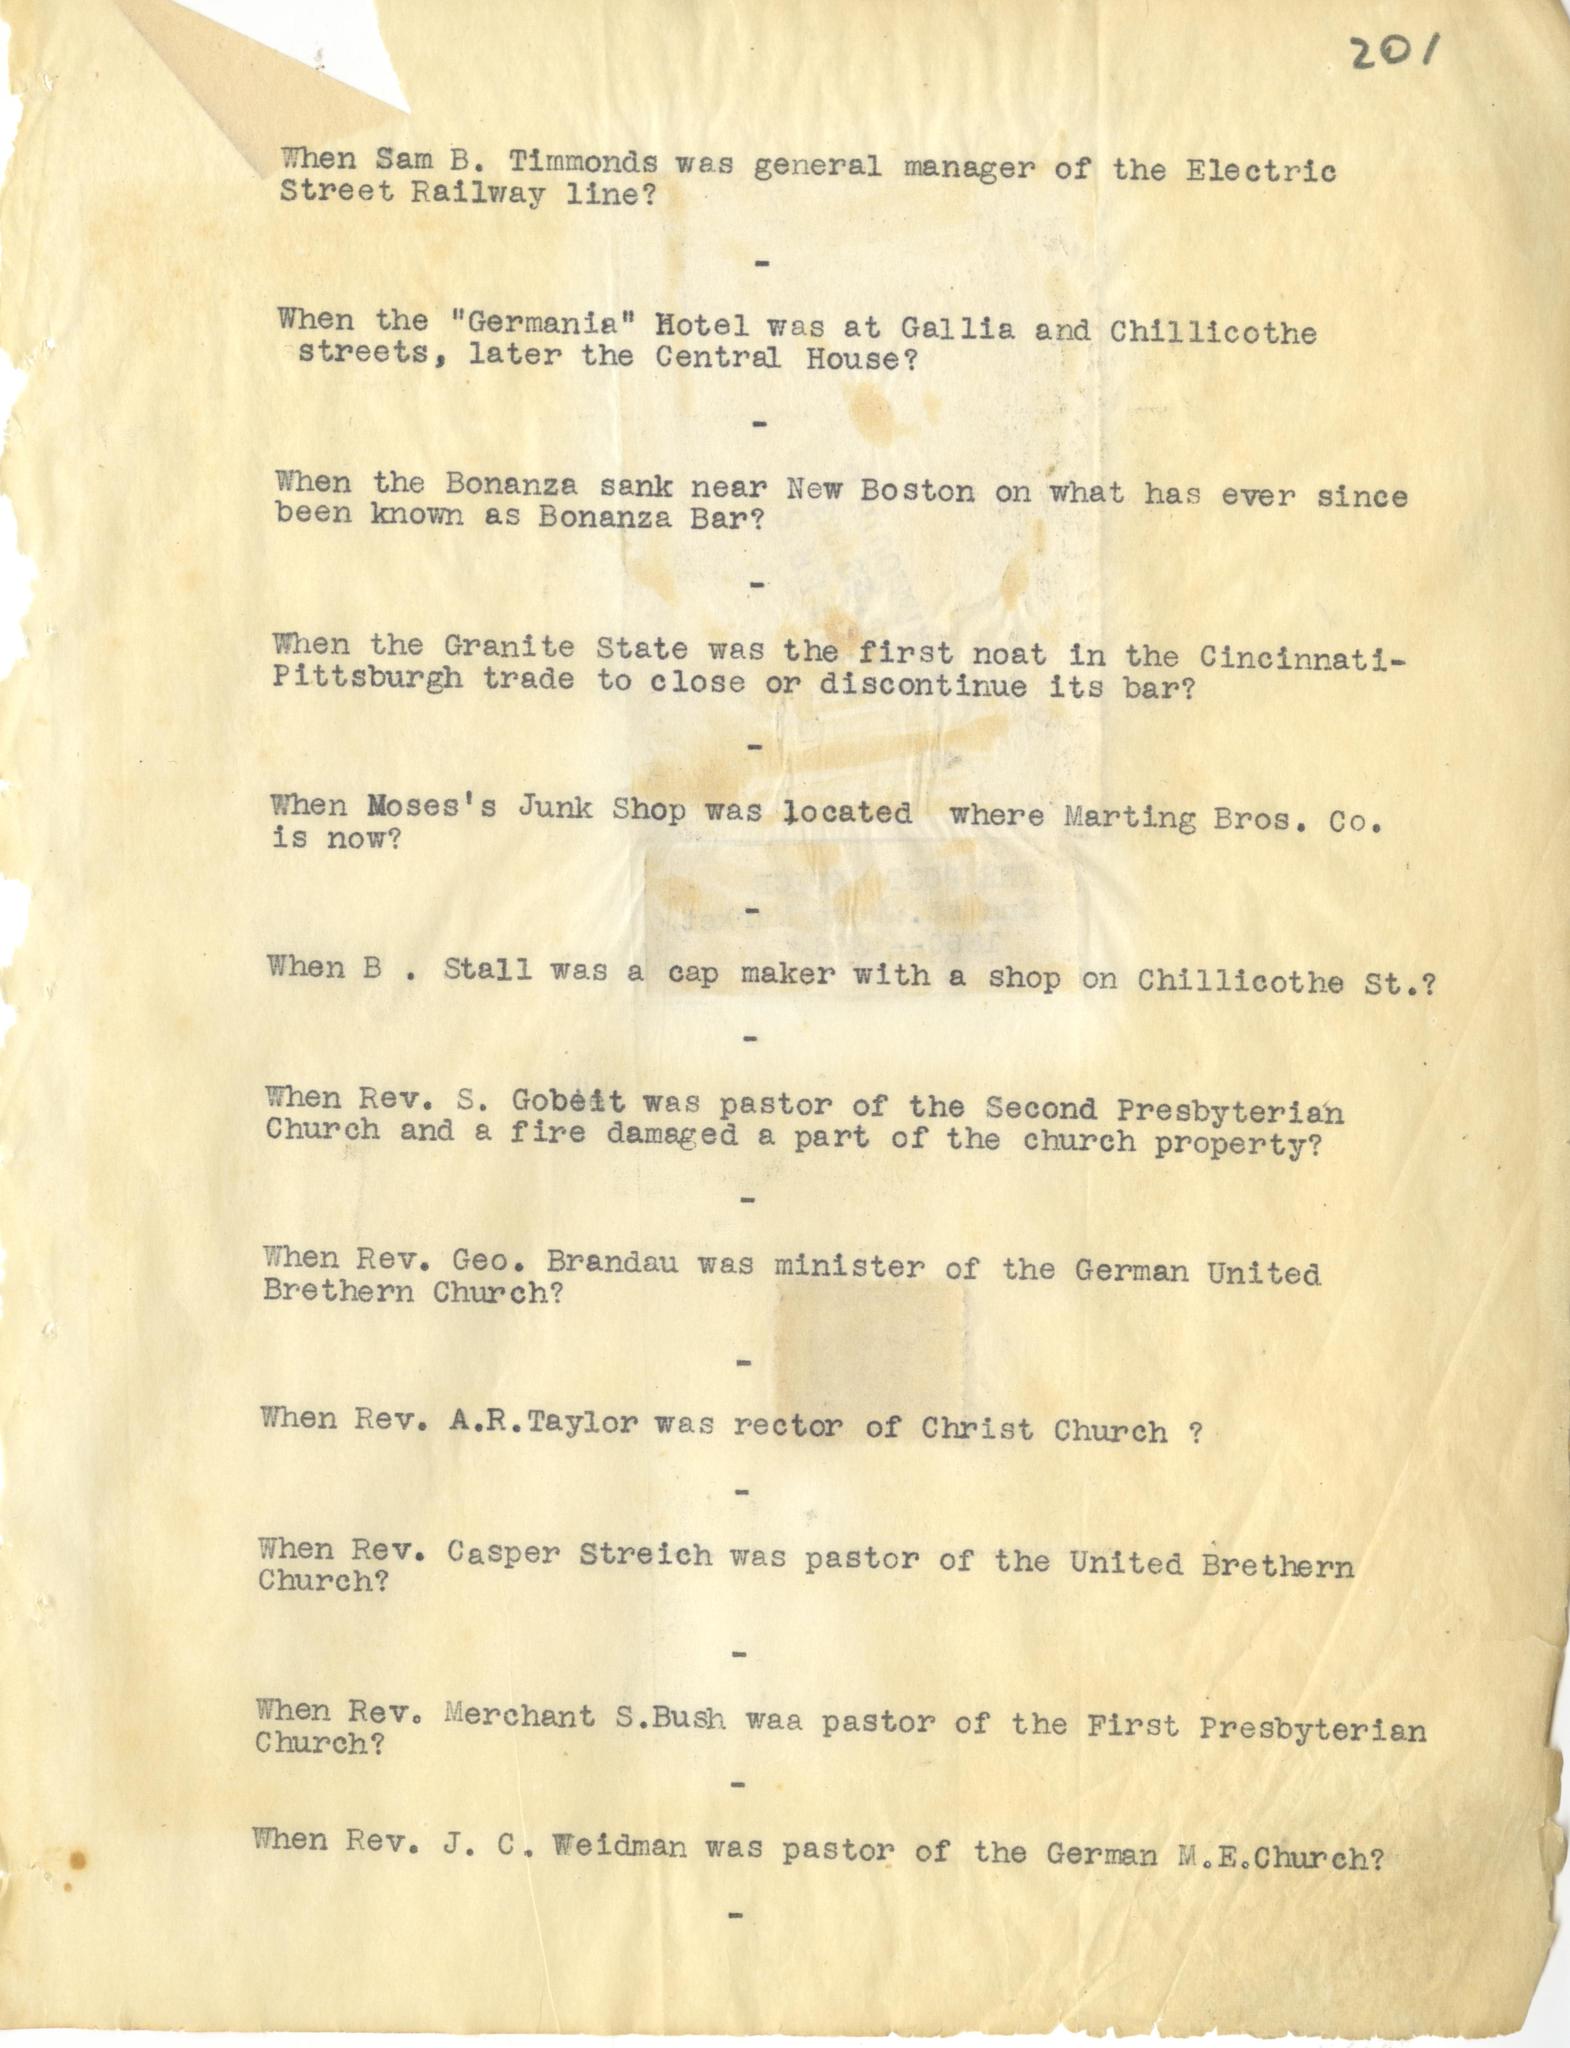 201
When Sam B. Timmonds was general manager of the Electric
Street Railway line?
-
When the "Germania" Hotel was at Gallia and Chillicothe
streets, later the Central House?
-
When the Bonanza sank near New Boston on what has ever since
been known as Bonanza Bar?
-
When the Granite State was the first noat in the Cincinnati-
Pittsburgh trade to close or discontinue its bar?
-
When Moses's Junk Shop was located where Marting Bros. Co.
is now?
-
When B . Stall was a cap maker with a shop on Chillicothe St.?
-
When Rev. S. Gobeit was pastor of the Second Presbyterian
Church and a fire damaged a part of the church property?
-
When Rev. Geo. Brandau was minister of the German United
Brethern Church?
-
When Rev. A.R.Taylor was rector of Christ Church ?
-
When Rev. Casper Streich was pastor of the United Brethern
Church?
-
When Rev. Merchant S.Bush waa pastor of the First Presbyterian
Church?
-
When Rev. J. C. Weidman was pastor of the German M.E.Church?
-